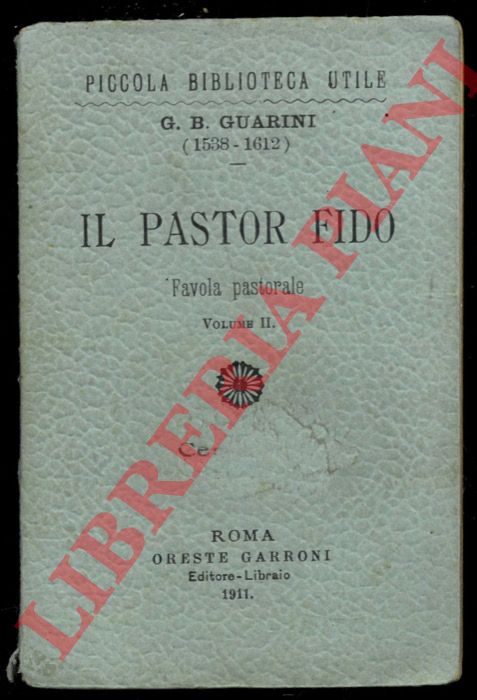 PICCOLA BIBLIOTECA UTILE
G. B. GUARINI
(1538-1612)
IL PASTOR FIDO
Favola pastorale
VOLUME II.
Ce
ROMA
ORESTE GARRONI
Editore-Libraio
1911.
LIBRERIA PIANI